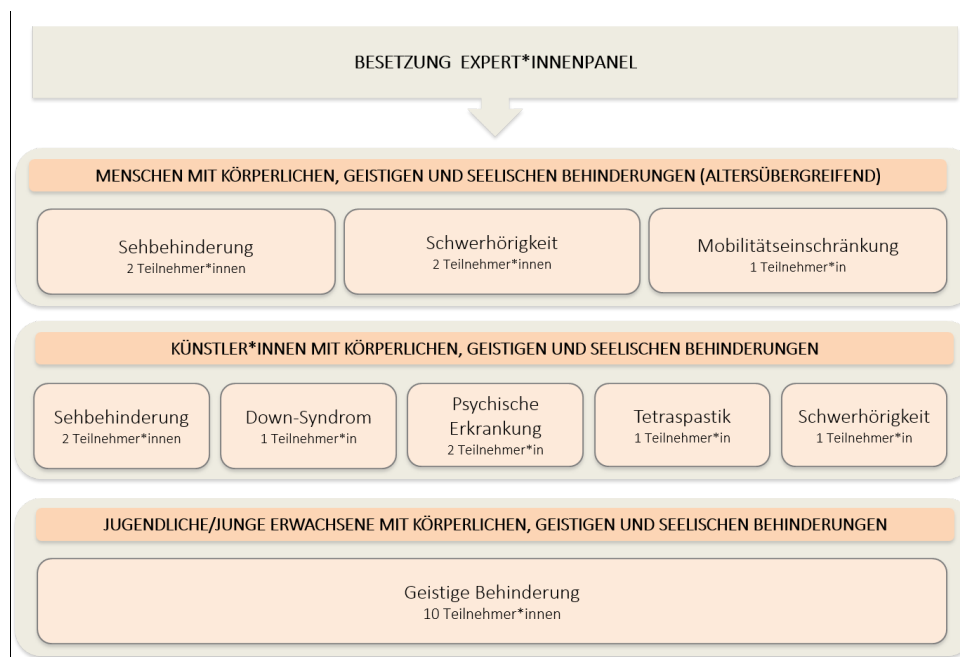 BESETZUNG EXPERT*INNENPANEL
MENSCHEN MIT KÖRPERLICHEN, GEISTIGEN UND SEELISCHEN BEHINDERUNGEN (ALTERSÜBERGREIFEND)
Sehbehinderung
2 Teilnehmer*innen
Schwerhörigkeit
2 Teilnehmer*innen
Mobilitätseinschränkung
1 Teilnehmer*in
KÜNSTLER*INNEN MIT KÖRPERLICHEN, GEISTIGEN UND SEELISCHEN BEHINDERUNGEN
Sehbehinderung
2 Teilnehmer*innen
Down-Syndrom
1 Teilnehmer*in
Psychische
Erkrankung
2 Teilnehmer*in
Tetraspastik
1 Teilnehmer*in
Schwerhörigkeit
1 Teilnehmer*in
JUGENDLICHE/JUNGE ERWACHSENE MIT KÖRPERLICHEN, GEISTIGEN UND SEELISCHEN BEHINDERUNGEN
Geistige Behinderung
10 Teilnehmer*innen